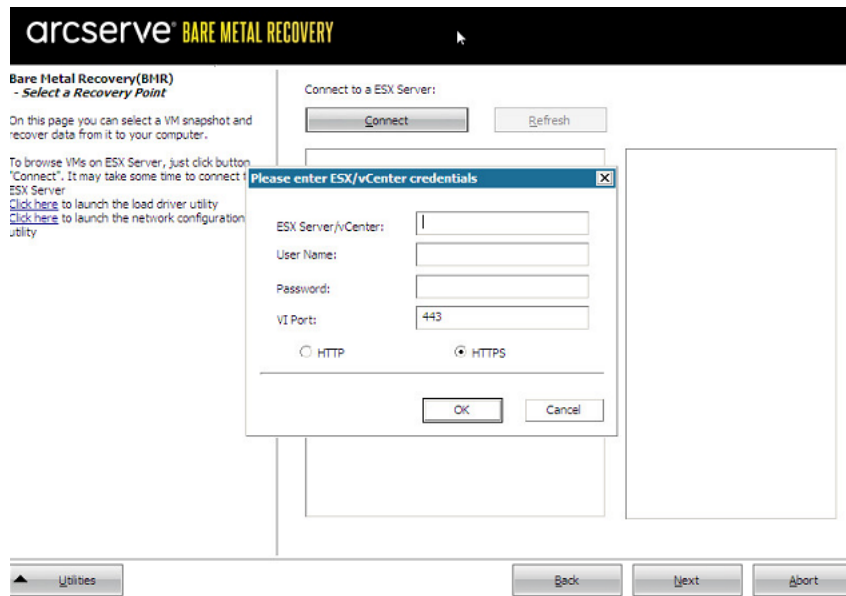 arcserve® BARE METAL RECOVERY
Bare Metal Recovery(BMR)
- Select a Recovery Point
On this page you can select a VM snapshot and
recover data from it to your computer.
To browse VMs on ESX Server, just click button
"Connect". It may take some time to connect
ESX Server
Click here to launch the load driver utility
Click here to launch the network configuration
utility
Connect to a ESX Server:
Connect
Refresh
Please enter ESX/vCenter credentials
ESX Server/vCenter:
User Name:
Password:
VI Port: 443
HTTP HTTPS
OK Cancel
Utilities Back Next Abort